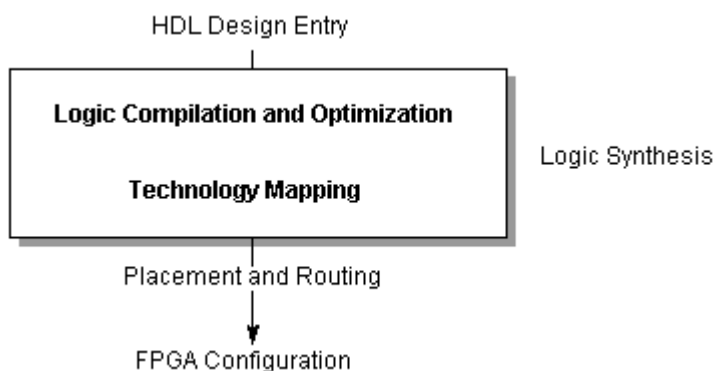 HDL Design Entry
Logic Compilation and Optimization
Logic Synthesis
Technology Mapping
Placement and Routing
FPGA Configuration